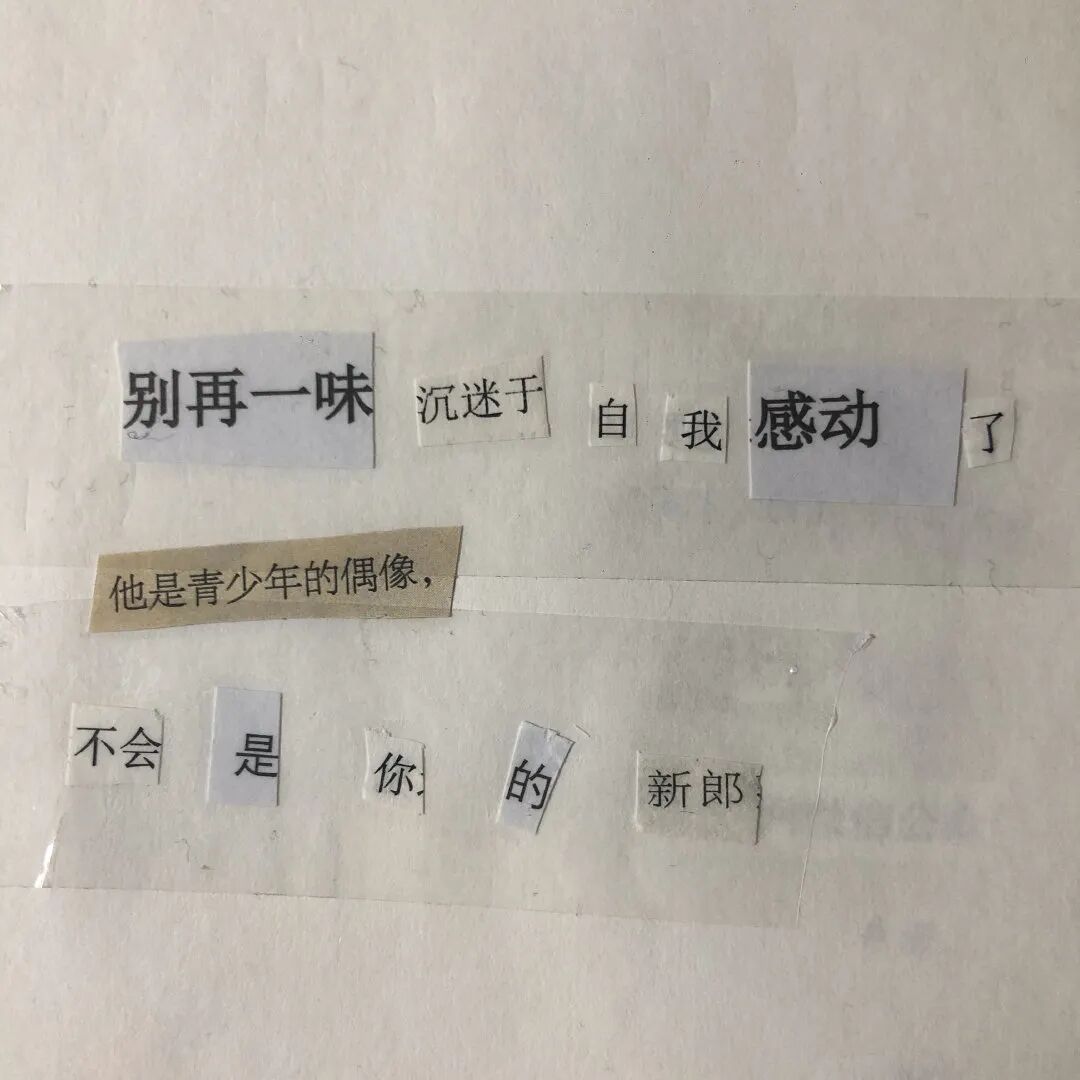 别再一味沉迷于自我感动了
他是青少年的偶像，
不会是你的新郎